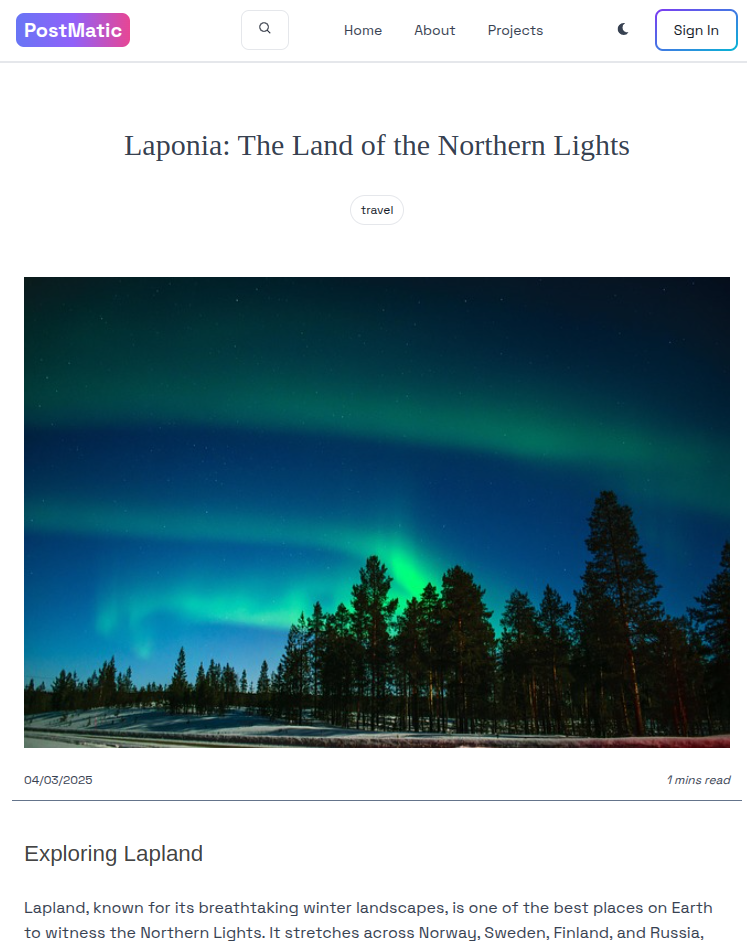 PostMatic
Home About Projects
Sign In
Laponia: The Land of the Northern Lights
travel
04/03/2025
1 mins read
Exploring Lapland
Lapland, known for its breathtaking winter landscapes, is one of the best places on Earth
to witness the Northern Lights. It stretches across Norway, Sweden, Finland, and Russia,